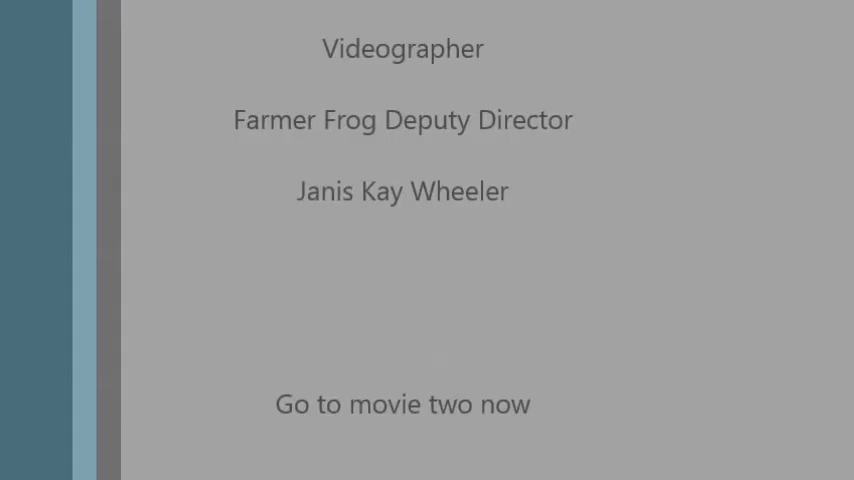 Videographer
Farmer Frog Deputy Director
Janis Kay Wheeler
Go to movie two now